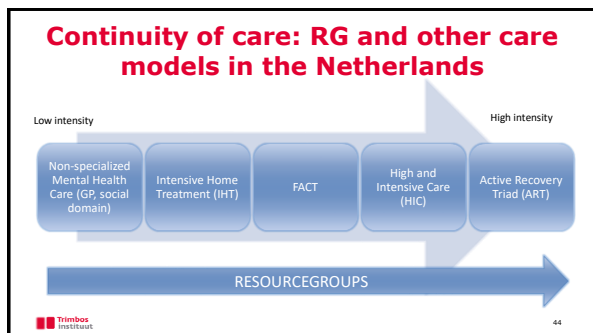 Continuity of care: RG and other care
models in the Netherlands
Low intensity
High intensity
Non-specialized
Mental Health
Care (GP, social
domain)
Intensive Home
Treatment (IHT)
FACT
High and
Intensive Care
(HIC)
Active Recovery
Triad (ART)
RESOURCEGROUPS
Trimbos
instituut
44